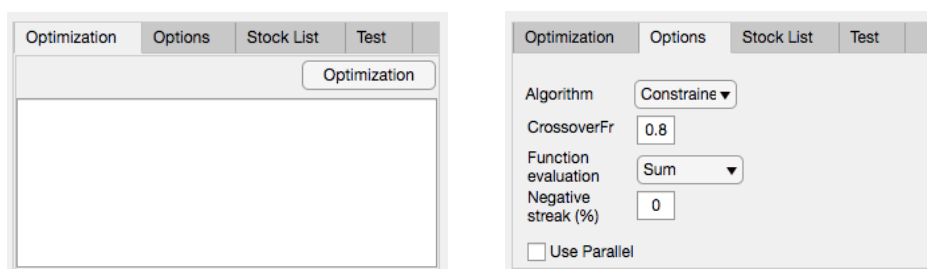 Optimization Options Stock List Test
Optimization
Optimization Options Stock List Test
Algorithm Constraine
CrossoverFr 0.8
Function
evaluation Sum
Negative
streak (%) 0
Use Parallel